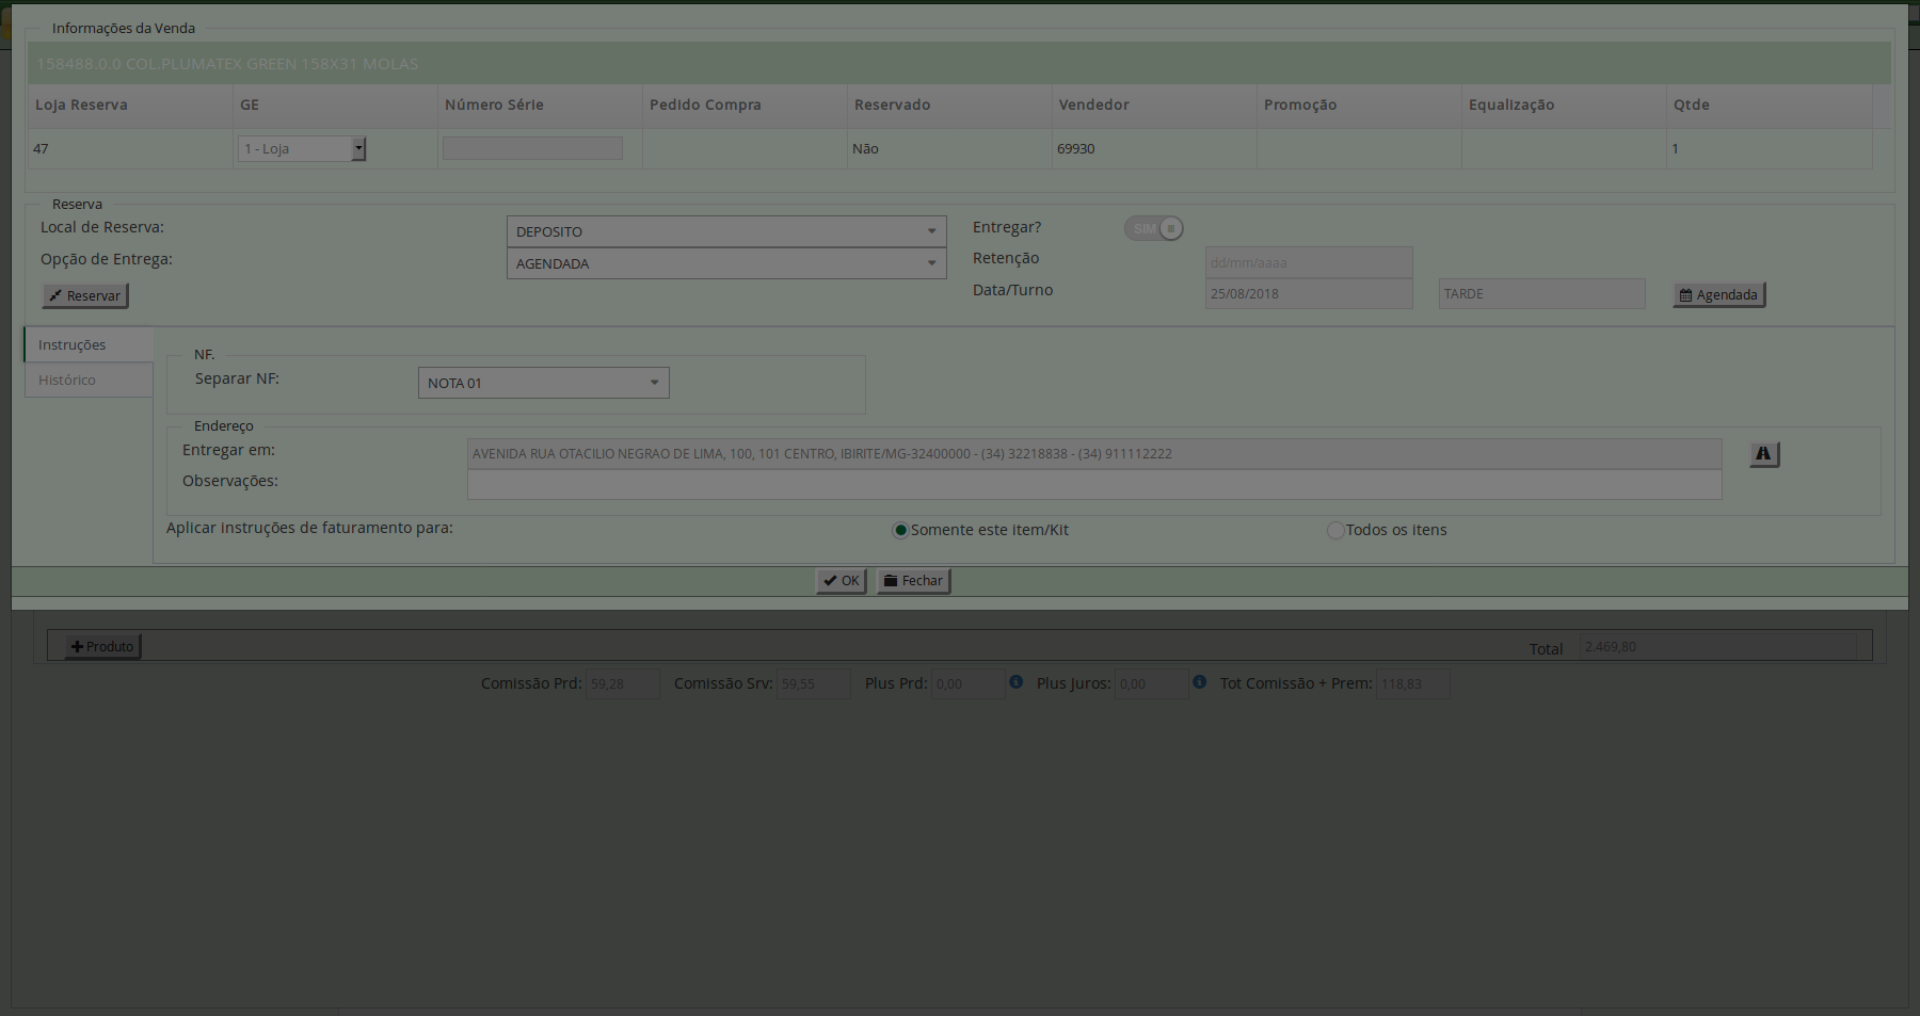 Informações da Venda
158488.0.0 COL.PLUMATEX GREEN 158X31 MOLAS
Loja Reserva GE Número Série Pedido Compra Reservado Vendedor Promoção Equalização Qtde
47 1 - Loja Não 69930 1
Reserva
Local de Reserva: DEPOSITO Entregar? SIM
Opção de Entrega: AGENDADA Retenção dd/mm/aaaa
Reservar Data/Turno 25/08/2018 TARDE Agendada
Instruções
Histórico
NF.
Separar NF: NOTA 01
Endereço
Entregar em: AVENIDA RUA OTACILIO NEGRAO DE LIMA, 100, 101 CENTRO, IBIRITE/MG-32400000 - (34) 32218838 - (34) 911112222
Observações:
Aplicar instruções de faturamento para: Somente este item/Kit Todos os itens
OK Fechar
Produto Total 2.469,80
Comissão Prd: 59,28 Comissão Srv: 59,55 Plus Prd: 0,00 Plus Juros: 0,00 Tot Comissão + Prem: 118,83